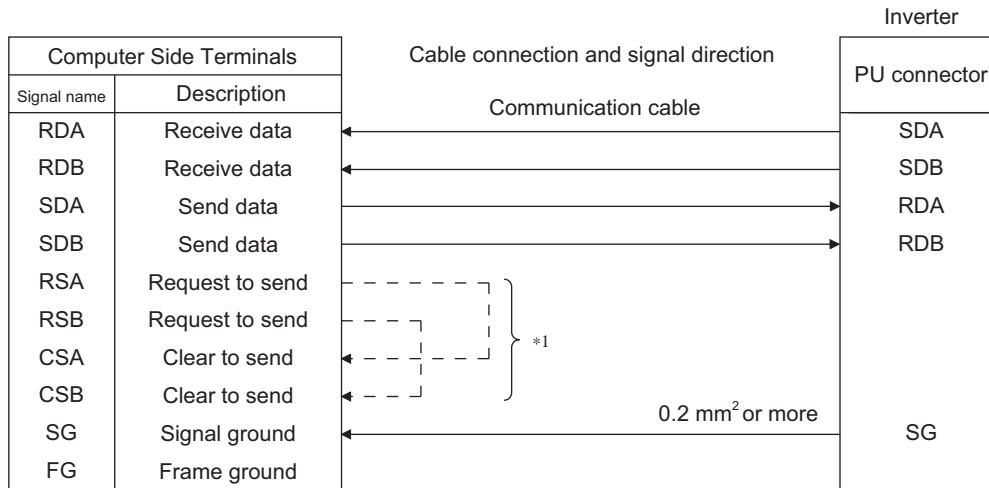 Inverter
Computer Side Terminals Cable connection and signal direction PU connector
Signal name Description
Communication cable
RDA Receive data SDA
RDB Receive data SDB
SDA Send data RDA
SDB Send data RDB
RSA Request to send
RSB Request to send
*1
CSA Clear to send
CSB Clear to send
0.2 mm² or more
SG Signal ground SG
FG Frame ground